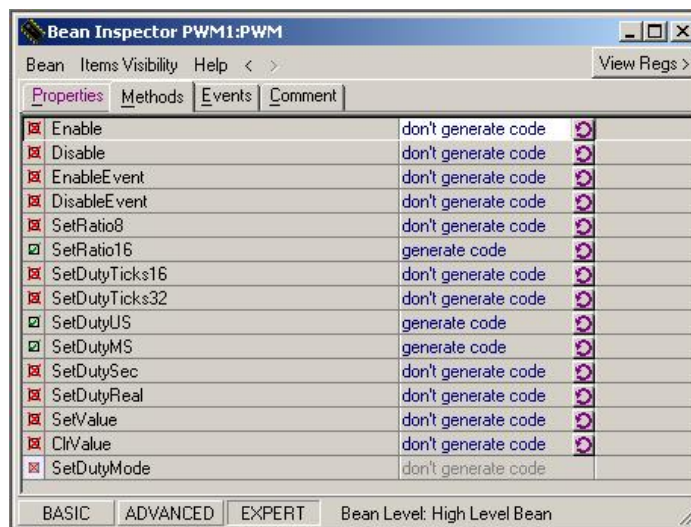 Bean Inspector PWM1:PWM
Bean Items Visibility Help < > View Regs >
Properties Methods Events Comment
Enable don't generate code
Disable don't generate code
EnableEvent don't generate code
DisableEvent don't generate code
SetRatio8 don't generate code
SetRatio16 generate code
SetDutyTicks16 don't generate code
SetDutyTicks32 don't generate code
SetDutyUS generate code
SetDutyMS generate code
SetDutySec don't generate code
SetDutyReal don't generate code
SetValue don't generate code
ClrValue don't generate code
SetDutyMode don't generate code
BASIC ADVANCED EXPERT Bean Level: High Level Bean